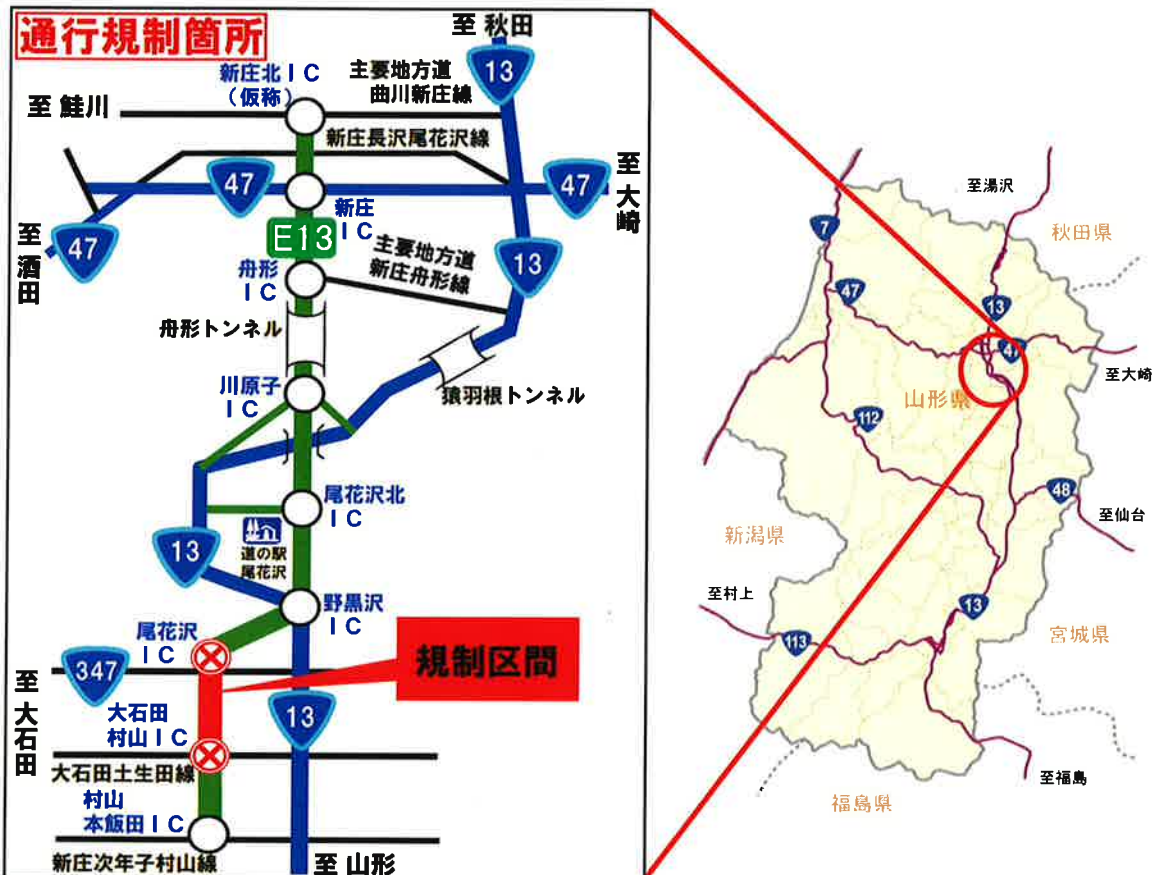 通行規制箇所
至 秋田
13
新庄北IC
(仮称)
主要地方道
曲川新庄線
至 鮭川
新庄長沢尾花沢線
47
47
至 大崎
新庄
IC
至 酒田
47
E13
主要地方道
新庄舟形線
13
舟形
IC
舟形トンネル
川原子
IC
猿羽根トンネル
尾花沢北
IC
13
道の駅
尾花沢
野黒沢
IC
尾花沢
IC
規制区間
347
至 大石田
13
大石田
村山IC
大石田土生田線
村山
本飯田IC
新庄次年子村山線
至 山形
至湯沢
秋田県
7
47
13
47
至大崎
山形県
112
48
至仙台
新潟県
至村上
13
宮城県
113
至福島
福島県